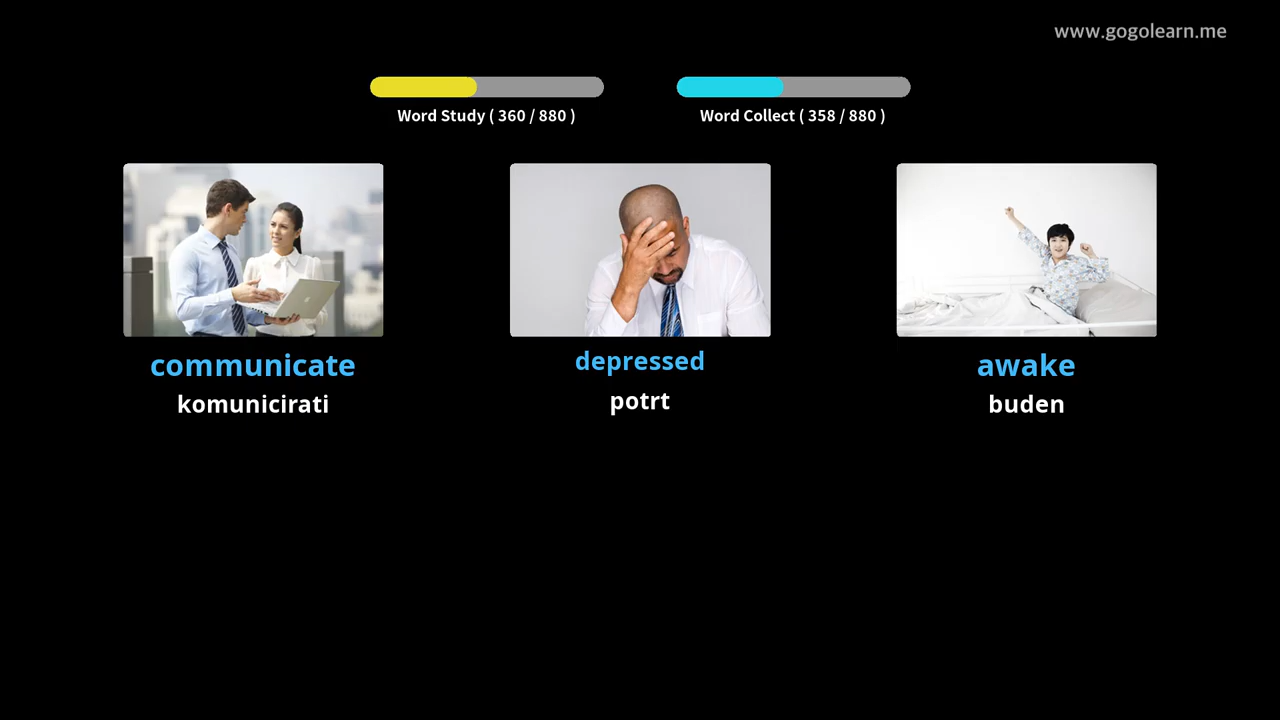 www.gogolearn.me
Word Study ( 360 / 880 )
Word Collect ( 358 / 880 )
communicate
komunicirati
depressed
potrt
awake
buden